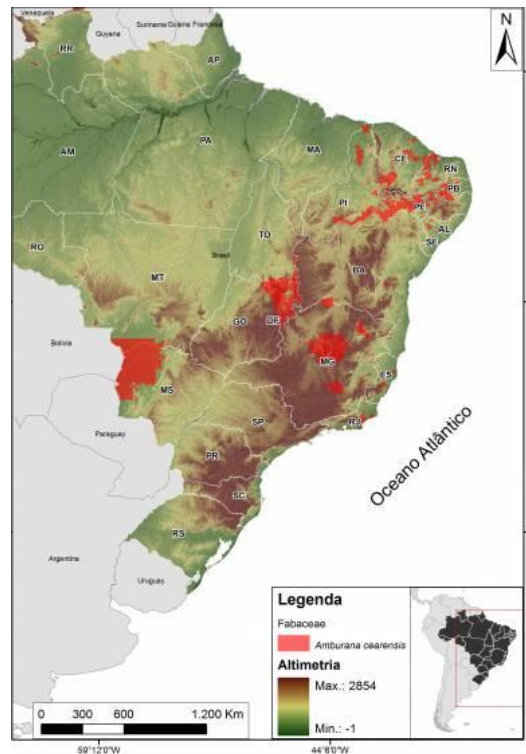 Venezuela
Suriname
Guiana Francesa
Guyana
N
RR
AP
AM
PA
MA
CE
RN
PB
PI
PE
AL
SE
TO
RO
Brasil
BA
MT
GO
DF
Bolivia
MG
ES
MS
SP
RJ
Paraguay
PR
Oceano Atlântico
SC
RS
Argentina
Uruguay
Legenda
Fabaceae
Amburana cearensis
Altimetria
Max.: 2854
Min.: -1
0 300 600 1.200 Km
59°12'0"W
44°6'0"W